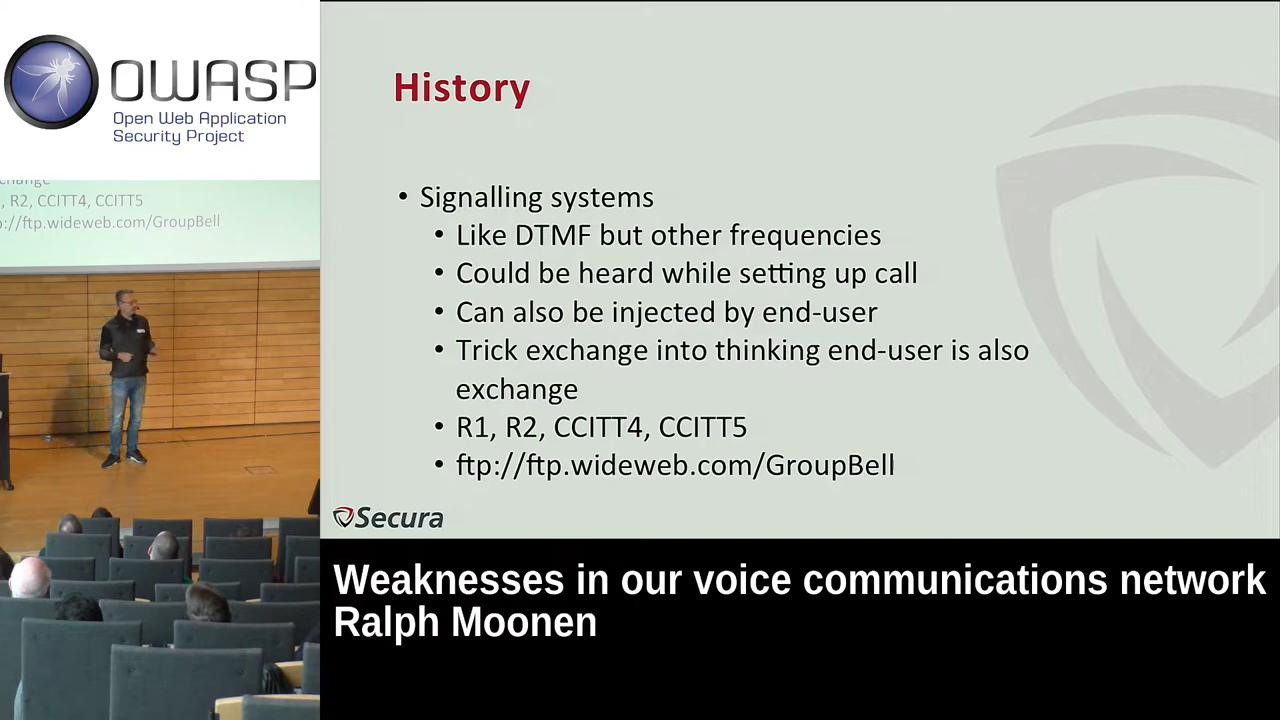 OWASP
Open Web Application
Security Project
change
, R2, CCITT4, CCITT5
p://ftp.wideweb.com/GroupBell
History
• Signalling systems
• Like DTMF but other frequencies
• Could be heard while setting up call
• Can also be injected by end-user
• Trick exchange into thinking end-user is also
exchange
• R1, R2, CCITT4, CCITT5
• ftp://ftp.wideweb.com/GroupBell
Secura
Weaknesses in our voice communications network
Ralph Moonen